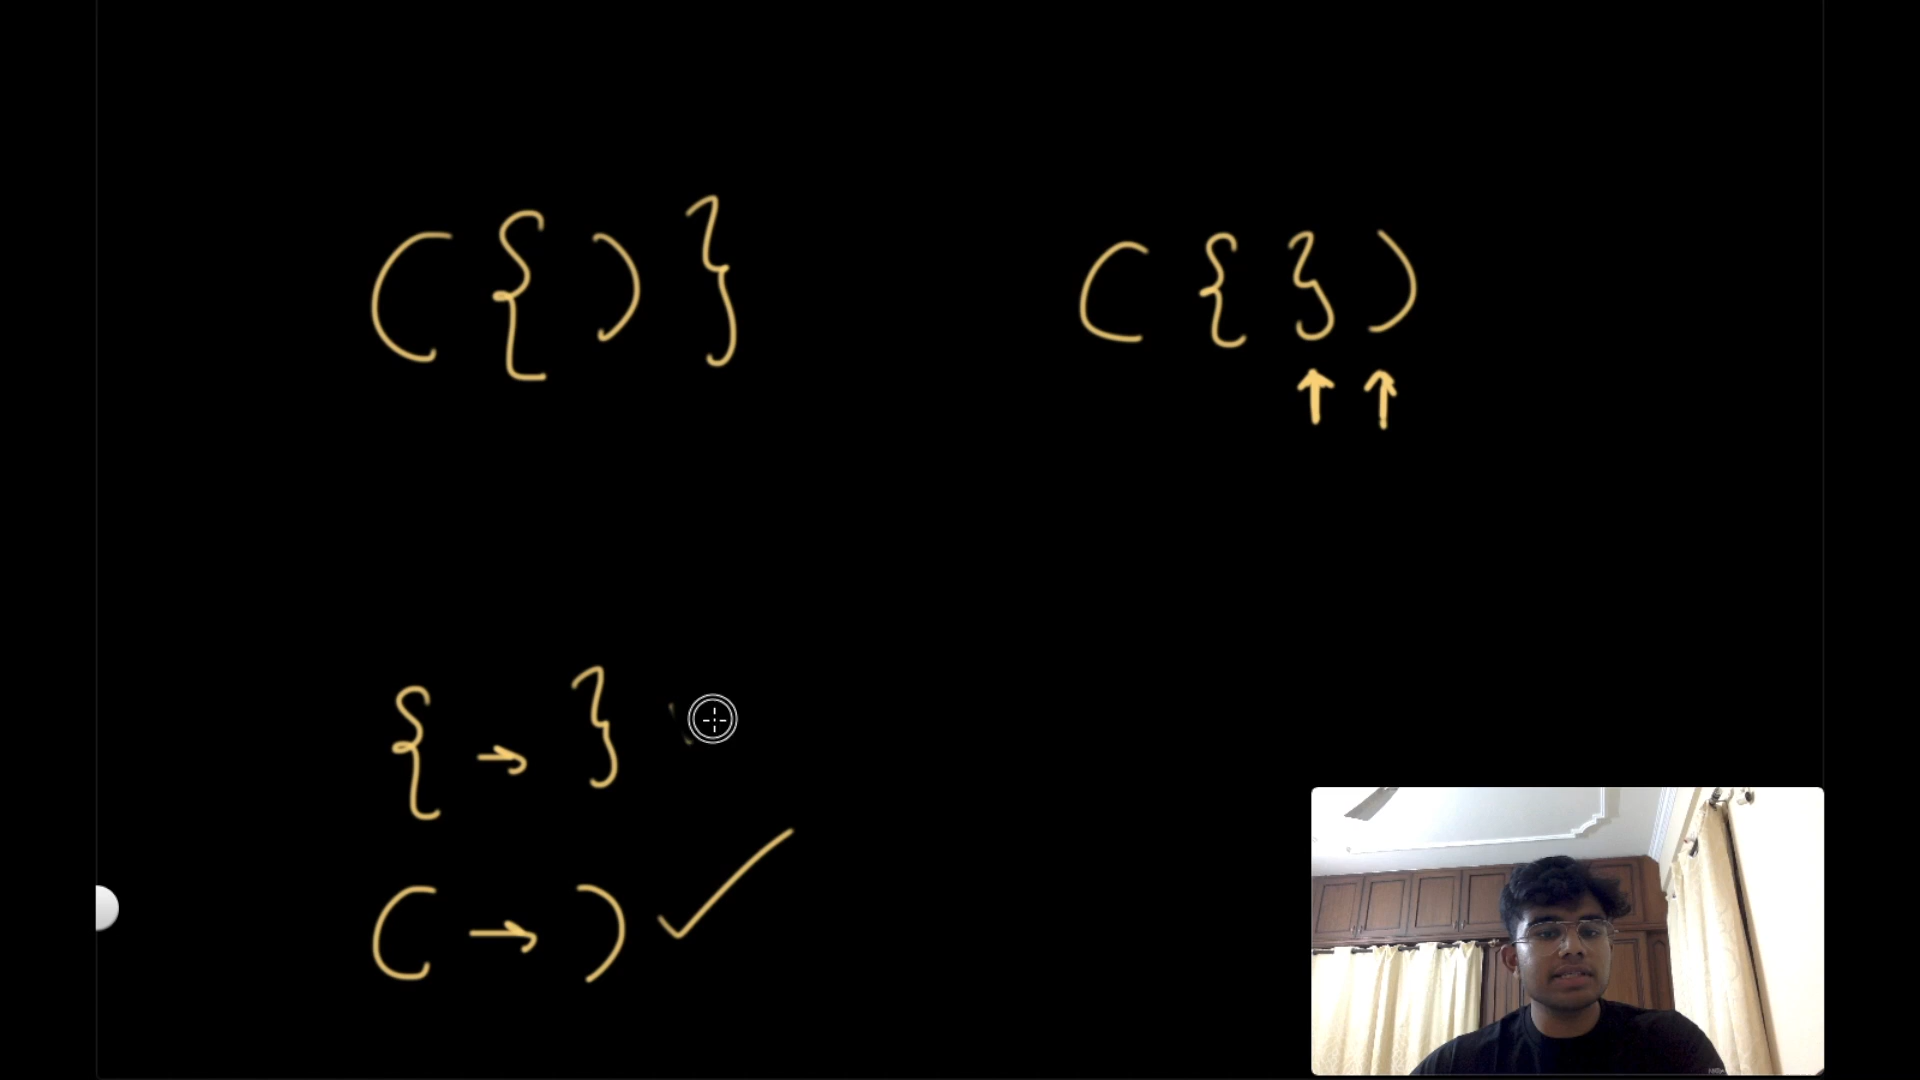 ( { ) }
( { } )
↑ ↑
{ → }
( → ) ✓